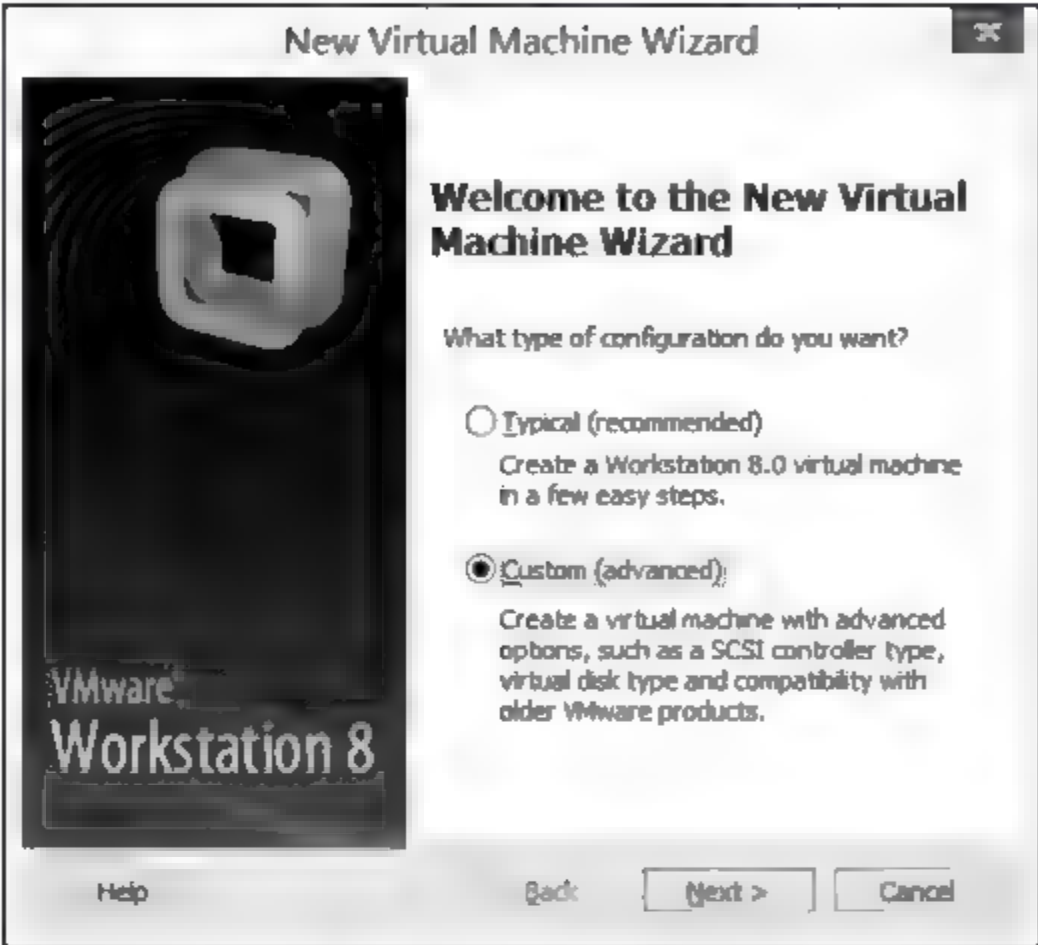 New Virtual Machine Wizard
Welcome to the New Virtual
Machine Wizard
What type of configuration do you want?
Typical (recommended)
Create a Workstation 8.0 virtual machine
in a few easy steps.
Custom (advanced)
Create a virtual machine with advanced
options, such as a SCSI controller type,
virtual disk type and compatibility with
older VMware products.
VMware®
Workstation 8
Help
Back
Next >
Cancel